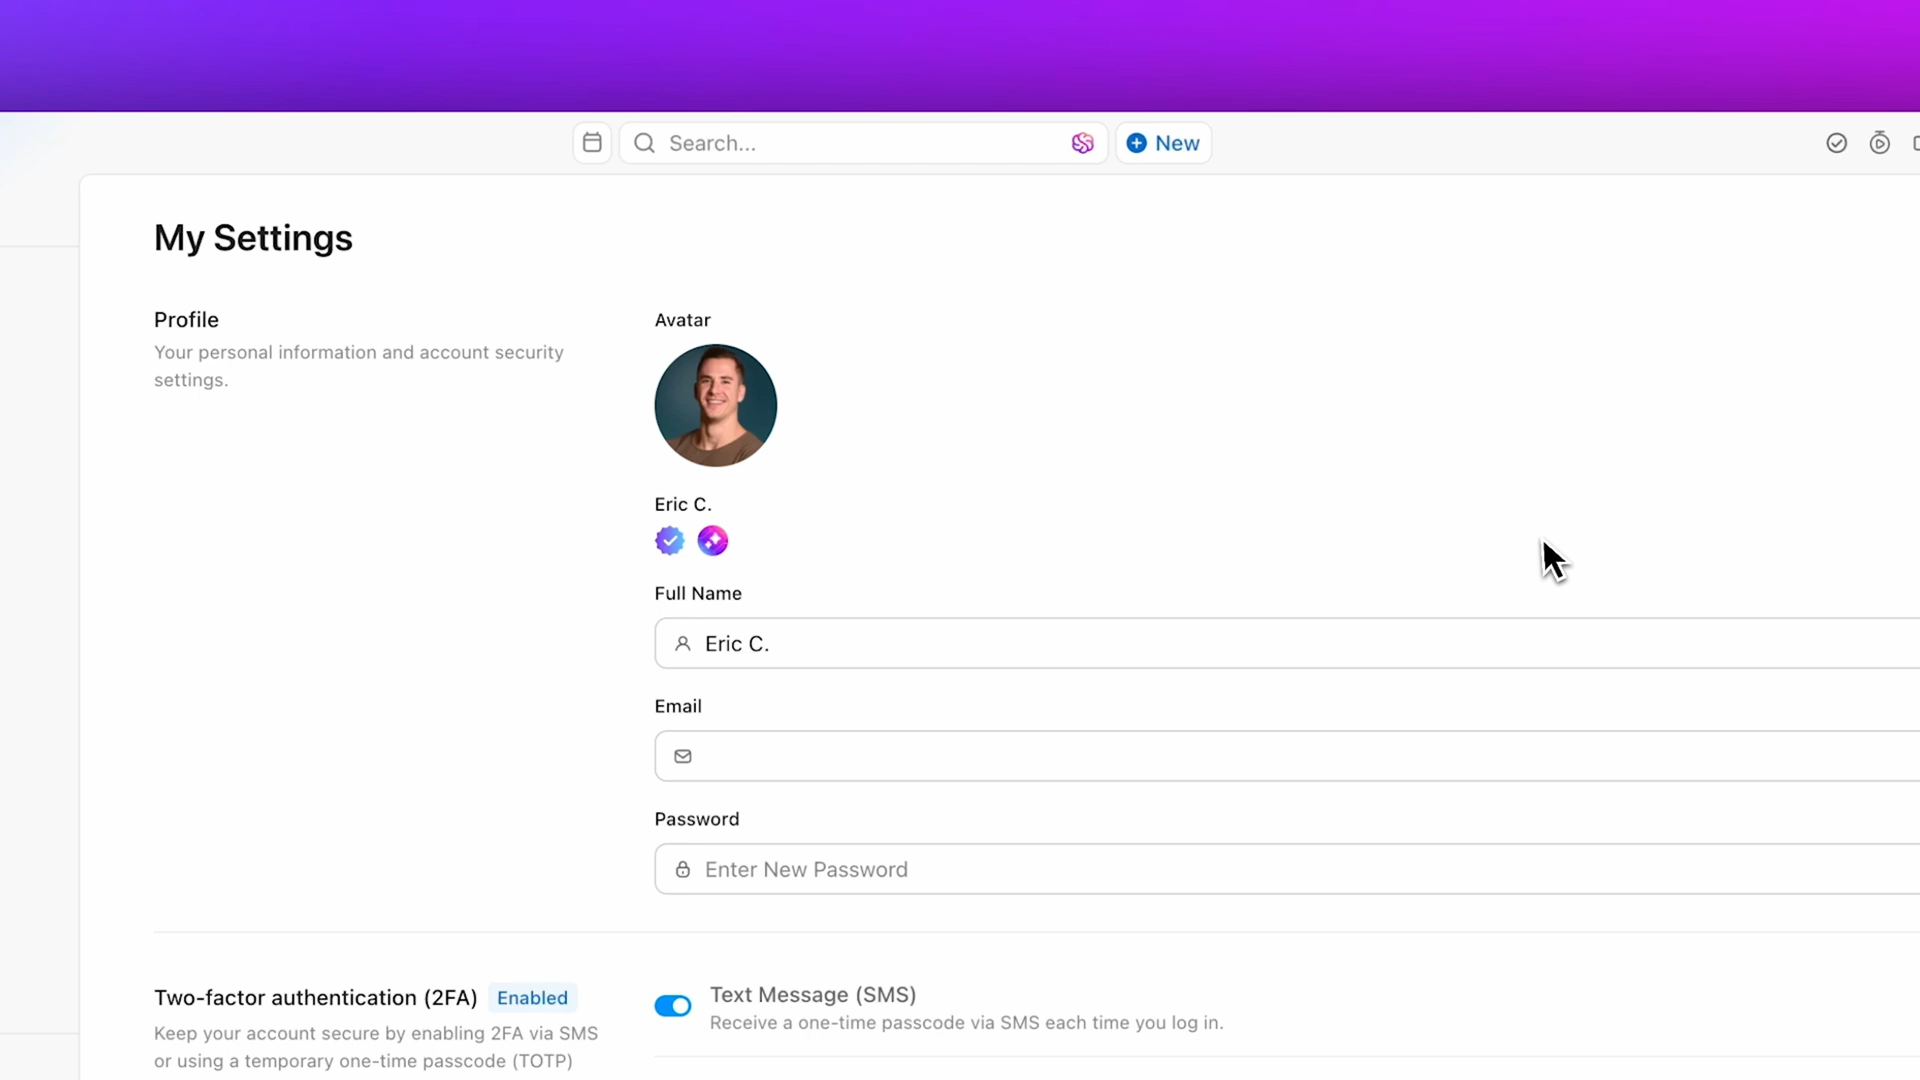 Search...
New
My Settings
Profile
Your personal information and account security
settings.
Avatar
Eric C.
Full Name
Eric C.
Email
Password
Enter New Password
Two-factor authentication (2FA)
Enabled
Keep your account secure by enabling 2FA via SMS
or using a temporary one-time passcode (TOTP)
Text Message (SMS)
Receive a one-time passcode via SMS each time you log in.